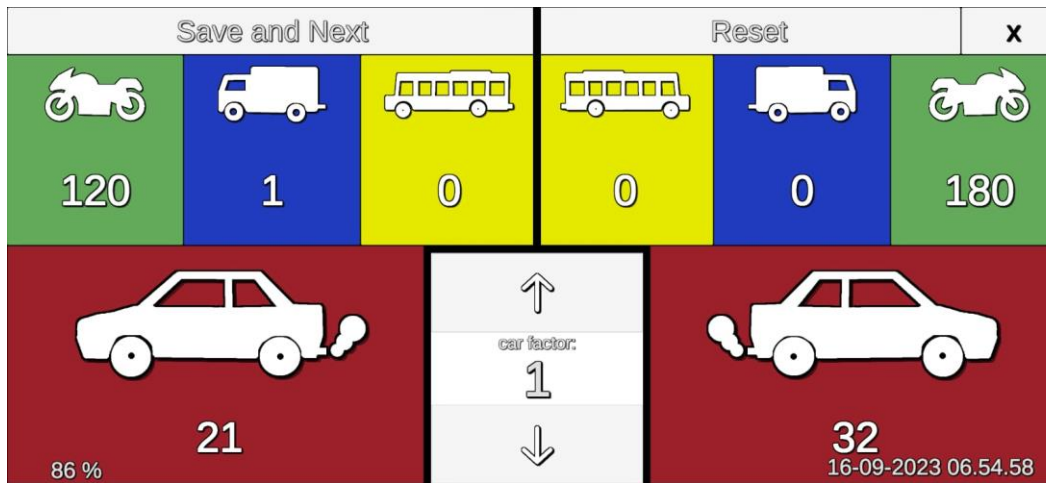 Save and Next
Reset
x
120
1
0
0
0
180
car factor:
1
21
32
86 %
16-09-2023 06.54.58